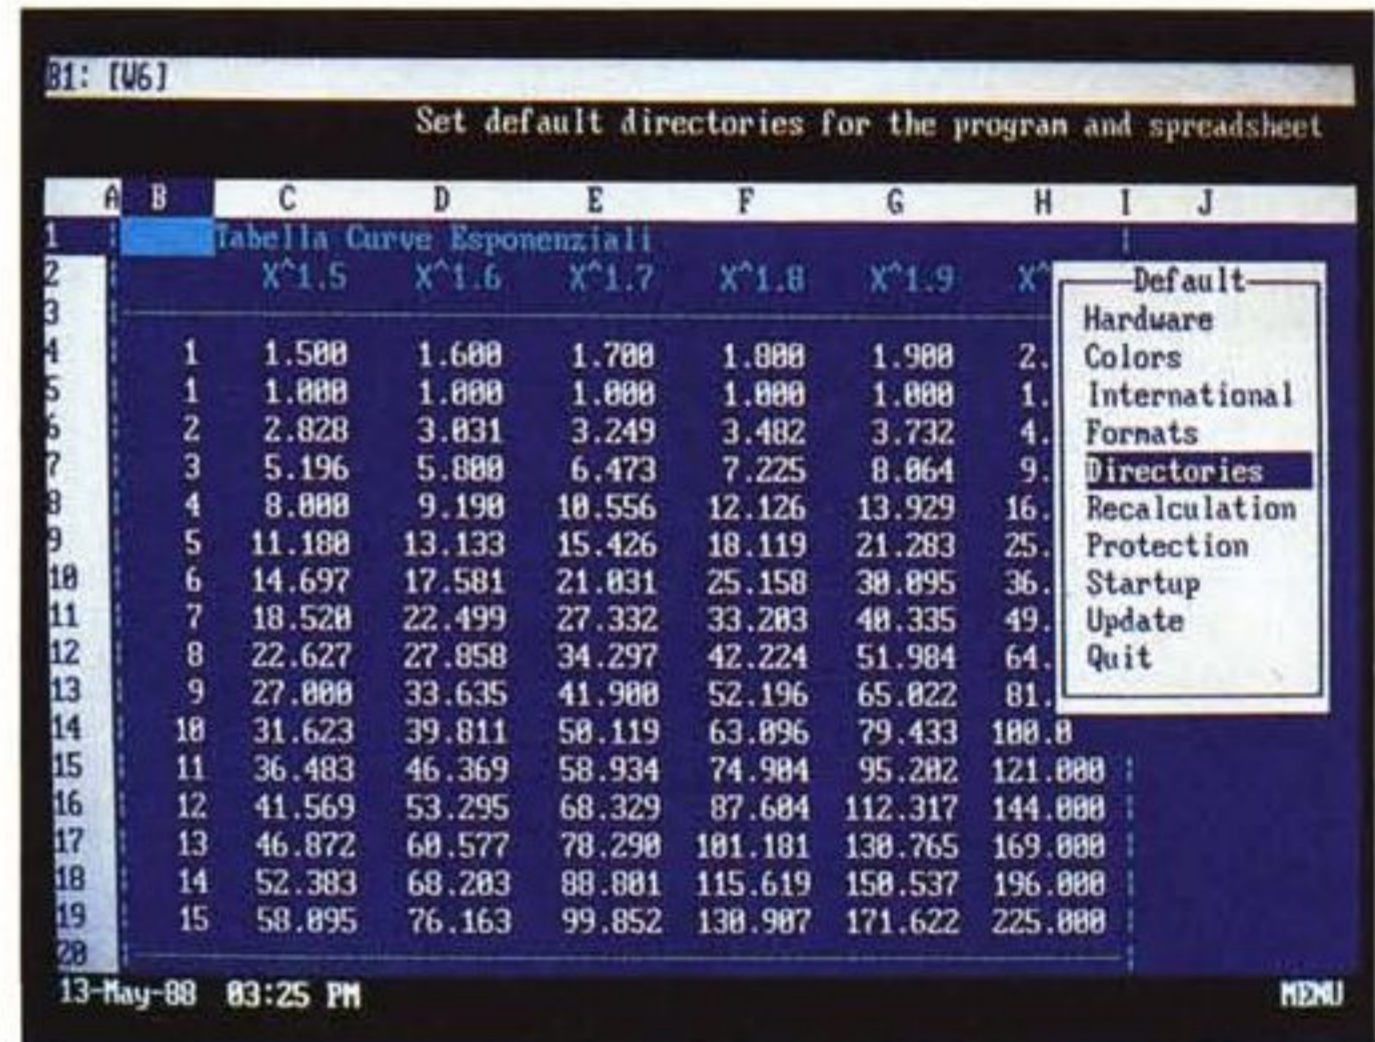 B1: [W6]
Set default directories for the program and spreadsheet
A B C D E F G H I J
1 Tabella Curve Esponenziali
2 X^1.5 X^1.6 X^1.7 X^1.8 X^1.9 X^
3
4 1 1.500 1.600 1.700 1.800 1.900 2.
5 1 1.000 1.000 1.000 1.000 1.000 1.
6 2 2.828 3.031 3.249 3.482 3.732 4.
7 3 5.196 5.800 6.473 7.225 8.064 9.
8 4 8.000 9.190 10.556 12.126 13.929 16.
9 5 11.180 13.133 15.426 18.119 21.283 25.
10 6 14.697 17.581 21.031 25.158 30.095 36.
11 7 18.520 22.499 27.332 33.203 40.335 49.
12 8 22.627 27.858 34.297 42.224 51.984 64.
13 9 27.000 33.635 41.900 52.196 65.022 81.
14 10 31.623 39.811 50.119 63.096 79.433 100.0
15 11 36.483 46.369 58.934 74.904 95.202 121.000
16 12 41.569 53.295 68.329 87.604 112.317 144.000
17 13 46.872 60.577 78.290 101.181 130.765 169.000
18 14 52.383 68.203 88.801 115.619 150.537 196.000
19 15 58.095 76.163 99.852 130.907 171.622 225.000
20
Default
Hardware
Colors
International
Formats
Directories
Recalculation
Protection
Startup
Update
Quit
13-May-88 03:25 PM
MENU